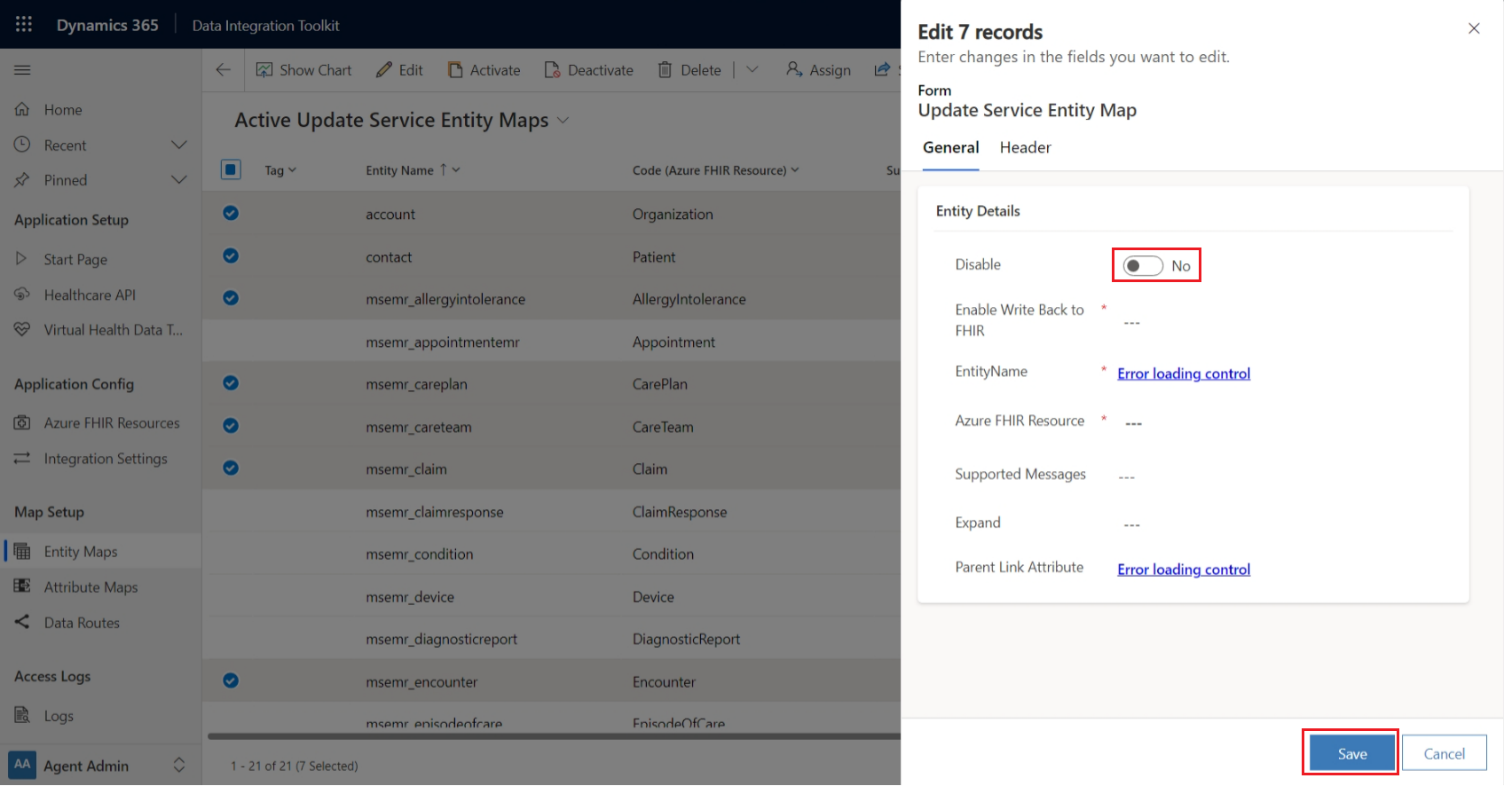 Dynamics 365
Data Integration Toolkit
Home
Recent
Pinned
Application Setup
Start Page
Healthcare API
Virtual Health Data T...
Application Config
Azure FHIR Resources
Integration Settings
Map Setup
Entity Maps
Attribute Maps
Data Routes
Access Logs
Logs
AA Agent Admin
Show Chart Edit Activate Deactivate Delete Assign
Active Update Service Entity Maps
Tag Entity Name ↑ Code (Azure FHIR Resource) Su
account Organization
contact Patient
msemr_allergyintolerance AllergyIntolerance
msemr_appointmentemr Appointment
msemr_careplan CarePlan
msemr_careteam CareTeam
msemr_claim Claim
msemr_claimresponse ClaimResponse
msemr_condition Condition
msemr_device Device
msemr_diagnosticreport DiagnosticReport
msemr_encounter Encounter
msemr_episodeofcare EpisodeOfCare
1 - 21 of 21 (7 Selected)
Edit 7 records
Enter changes in the fields you want to edit.
Form
Update Service Entity Map
General Header
Entity Details
Disable No
Enable Write Back to * ---
FHIR
EntityName * Error loading control
Azure FHIR Resource * ---
Supported Messages ---
Expand ---
Parent Link Attribute Error loading control
Save Cancel